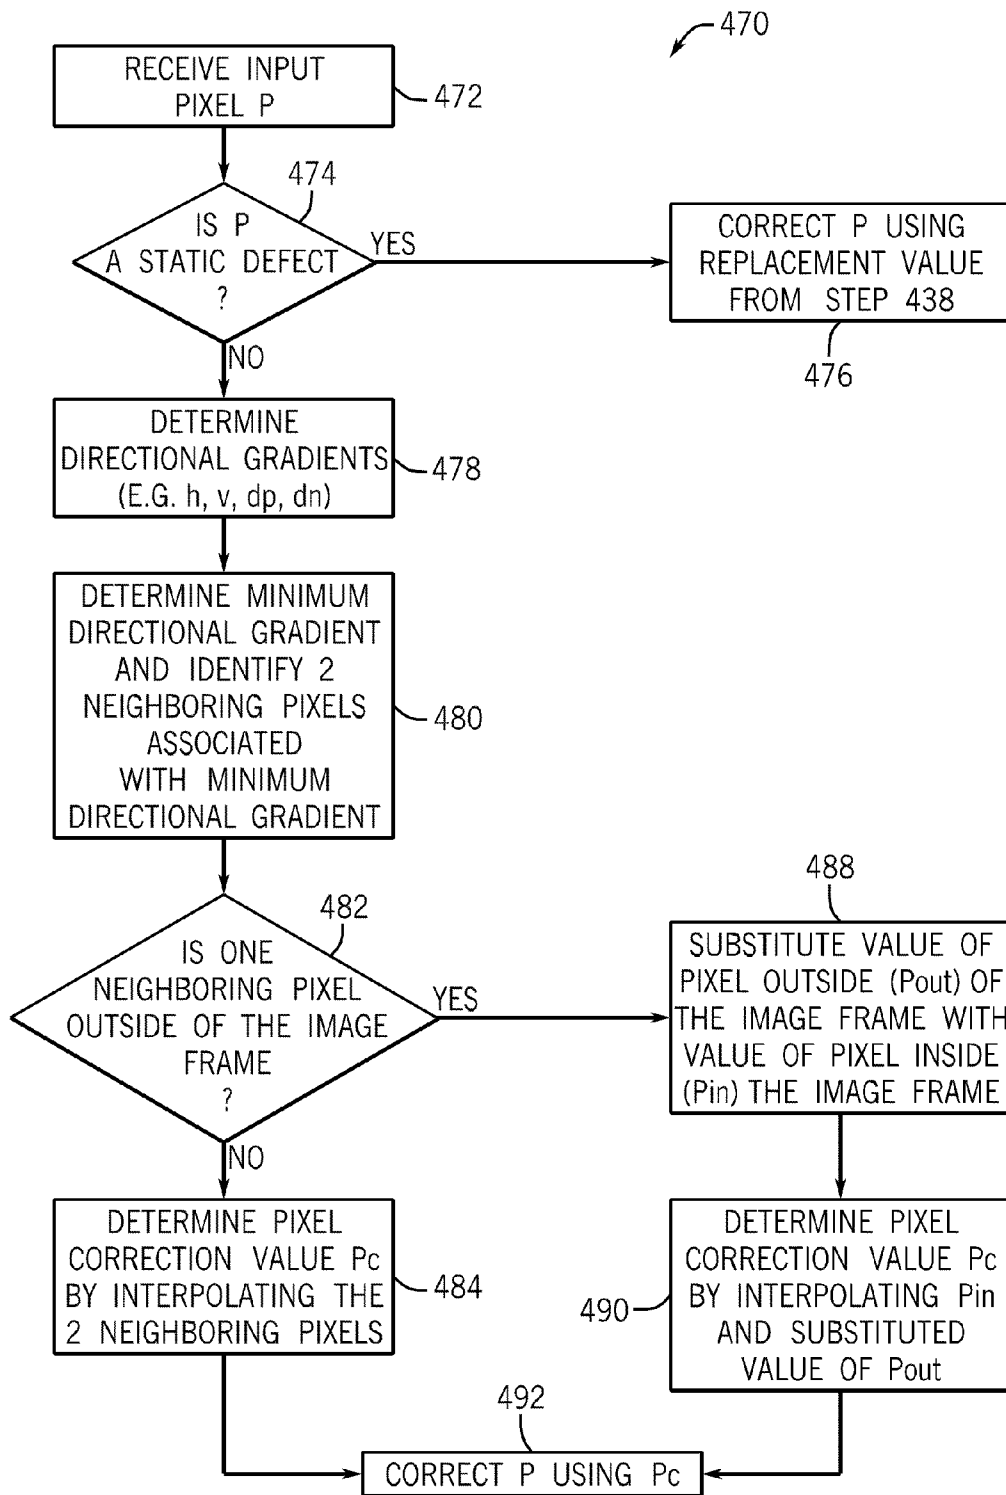 470
RECEIVE INPUT
PIXEL P
472
474
IS P
A STATIC DEFECT
?
YES
CORRECT P USING
REPLACEMENT VALUE
FROM STEP 438
476
NO
DETERMINE
DIRECTIONAL GRADIENTS
(E.G. h, v, dp, dn)
478
DETERMINE MINIMUM
DIRECTIONAL GRADIENT
AND IDENTIFY 2
NEIGHBORING PIXELS
ASSOCIATED
WITH MINIMUM
DIRECTIONAL GRADIENT
480
482
IS ONE
NEIGHBORING PIXEL
OUTSIDE OF THE IMAGE
FRAME
?
YES
488
SUBSTITUTE VALUE OF
PIXEL OUTSIDE (Pout) OF
THE IMAGE FRAME WITH
VALUE OF PIXEL INSIDE
(Pin) THE IMAGE FRAME
NO
DETERMINE PIXEL
CORRECTION VALUE Pc
BY INTERPOLATING THE
2 NEIGHBORING PIXELS
484
DETERMINE PIXEL
CORRECTION VALUE Pc
BY INTERPOLATING Pin
AND SUBSTITUTED
VALUE OF Pout
490
492
CORRECT P USING Pc